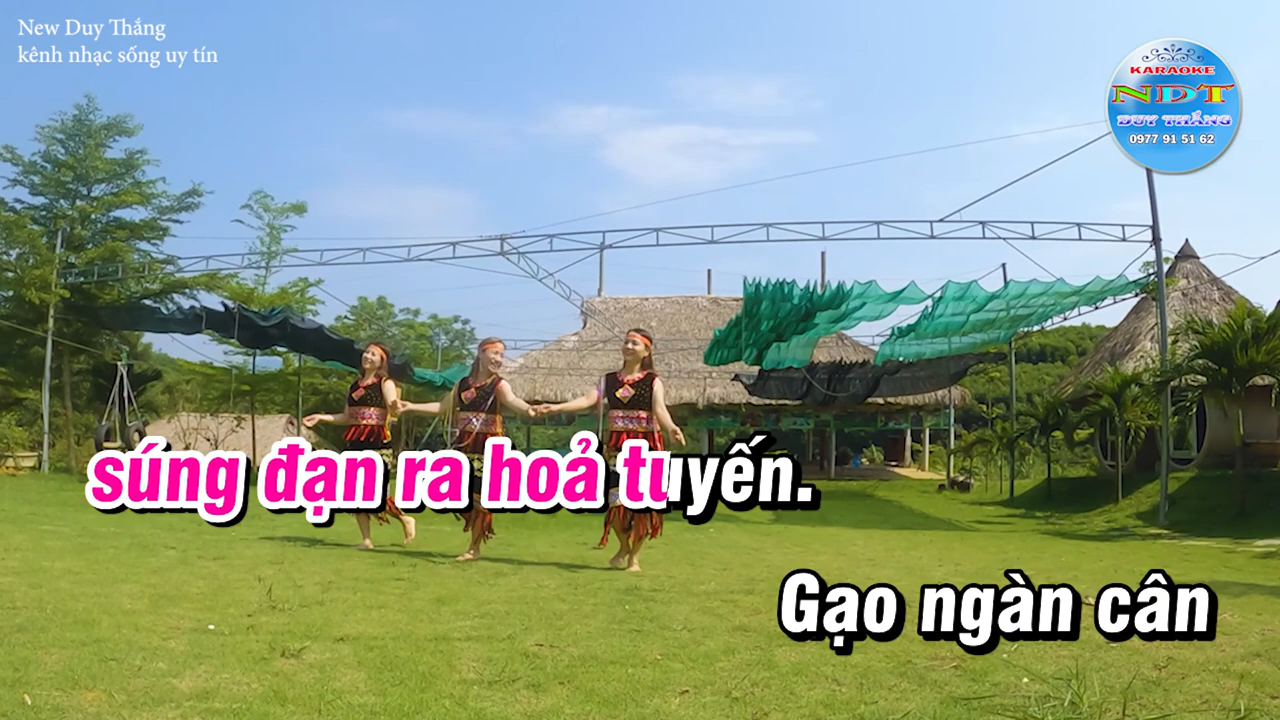 New Duy Thắng
kênh nhạc sống uy tín
KARAOKE
NDT
DUY THẮNG
0977 91 51 62
súng đạn ra hoả tuyến.
Gạo ngàn cân